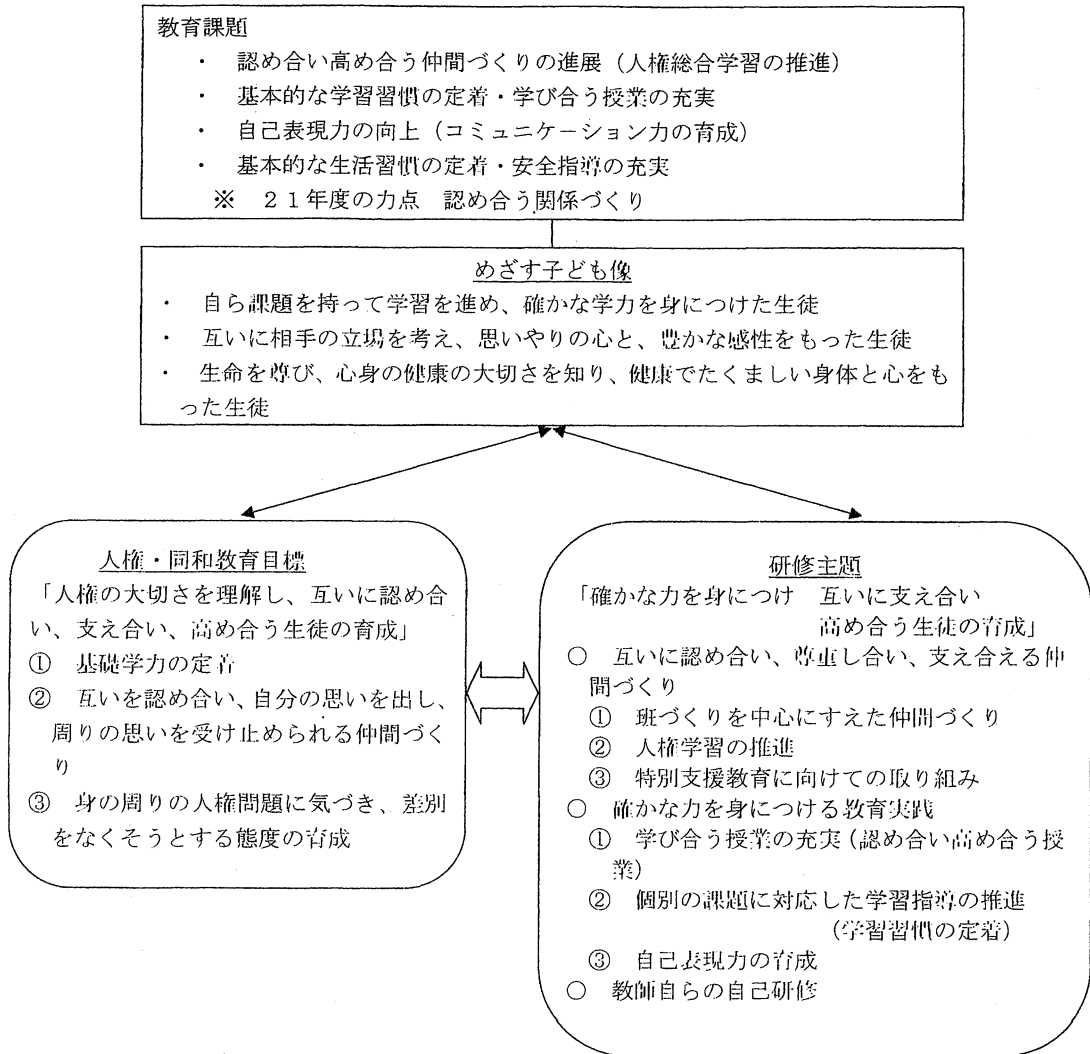 教育課題
・ 認め合い高め合う仲間づくりの進展（人権総合学習の推進）
・ 基本的な学習習慣の定着・学び合う授業の充実
・ 自己表現力の向上（コミュニケーション力の育成）
・ 基本的な生活習慣の定着・安全指導の充実
※ ２１年度の力点 認め合う関係づくり
めざす子ども像
・ 自ら課題を持って学習を進め、確かな学力を身につけた生徒
・ 互いに相手の立場を考え、思いやりの心と、豊かな感性をもった生徒
・ 生命を尊び、心身の健康の大切さを知り、健康でたくましい身体と心をも
った生徒
人権・同和教育目標
「人権の大切さを理解し、互いに認め合
い、支え合い、高め合う生徒の育成」
① 基礎学力の定着
② 互いを認め合い、自分の思いを出し、
周りの思いを受け止められる仲間づく
り
③ 身の周りの人権問題に気づき、差別
をなくそうとする態度の育成
研修主題
「確かな力を身につけ 互いに支え合い
高め合う生徒の育成」
○ 互いに認め合い、尊重し合い、支え合える仲
間づくり
① 班づくりを中心にすえた仲間づくり
② 人権学習の推進
③ 特別支援教育に向けての取り組み
○ 確かな力を身につける教育実践
① 学び合う授業の充実（認め合い高め合う授
業）
② 個別の課題に対応した学習指導の推進
（学習習慣の定着）
③ 自己表現力の育成
○ 教師自らの自己研修